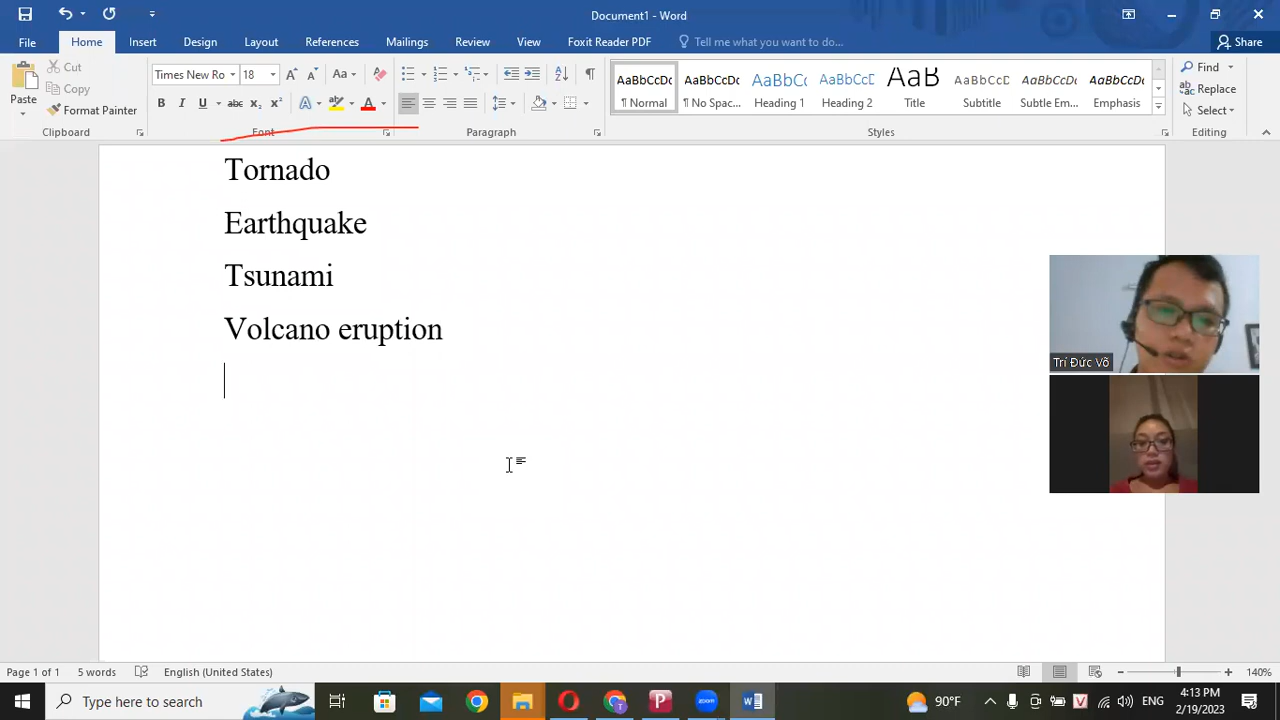 Document1 - Word
File Home Insert Design Layout References Mailings Review View Foxit Reader PDF Tell me what you want to do... Share
Paste
Cut
Copy
Format Painter
Clipboard
Times New Ro 18
Font
Paragraph
AaBbCcDc AaBbCcDc AaBbCc AaBbCcD AaB AaBbCcD AaBbCcDc AaBbCcDc
¶ Normal ¶ No Spac... Heading 1 Heading 2 Title Subtitle Subtle Em... Emphasis
Styles
Find
Replace
Select
Editing
Tornado
Earthquake
Tsunami
Volcano eruption
Trí Đức Võ
Page 1 of 1 5 words English (United States) 140%
Type here to search
zoom
90°F
ENG
4:13 PM
2/19/2023